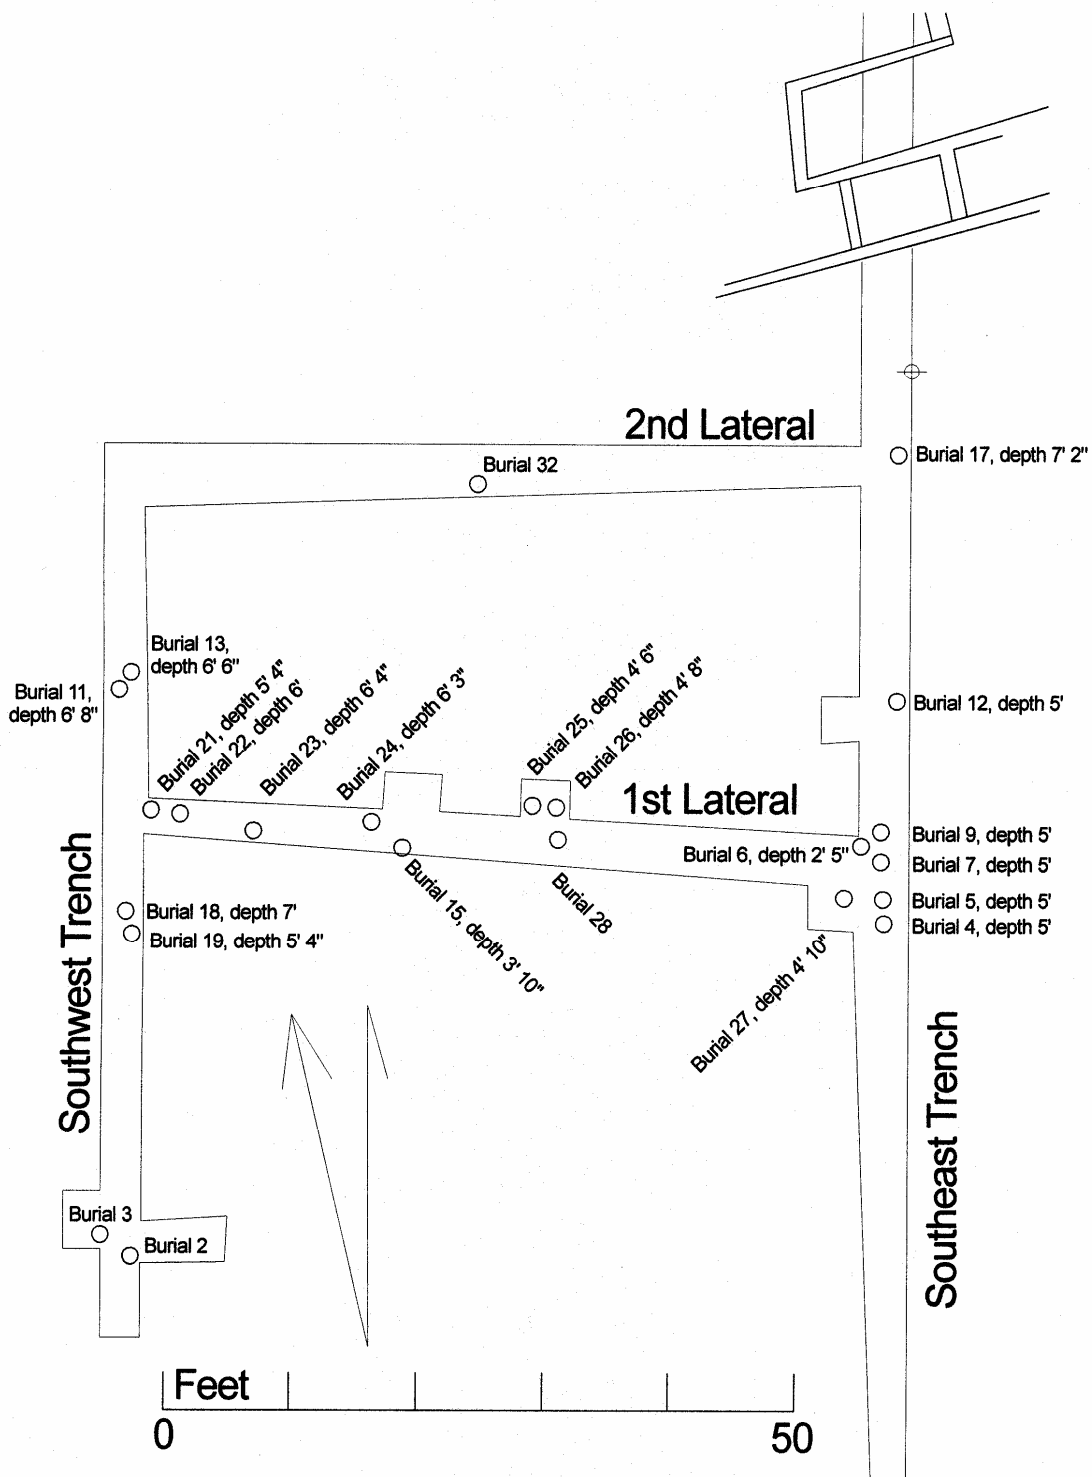 2nd Lateral
Burial 17, depth 7' 2"
Burial 32
Burial 13,
depth 6' 6"
Burial 11,
depth 6' 8"
Burial 21, depth 5' 4"
Burial 22, depth 6'
Burial 23, depth 6' 4"
Burial 24, depth 6' 3"
Burial 25, depth 4' 6"
Burial 26, depth 4' 8"
Burial 12, depth 5'
1st Lateral
Burial 9, depth 5'
Burial 6, depth 2' 5"
Burial 7, depth 5'
Burial 5, depth 5'
Burial 4, depth 5'
Burial 28
Burial 15, depth 3' 10"
Burial 27, depth 4' 10"
Burial 18, depth 7'
Burial 19, depth 5' 4"
Southwest Trench
Southeast Trench
Burial 3
Burial 2
Feet
0
50